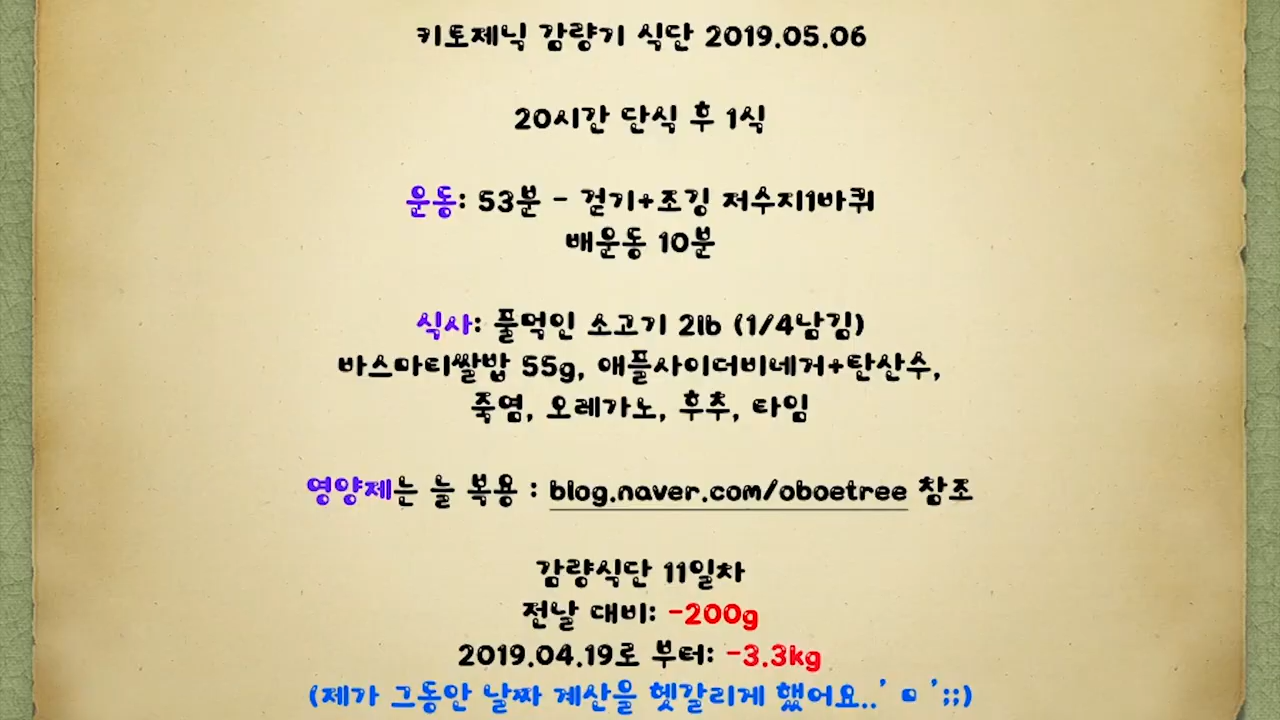 키토제닉 감량기 식단 2019.05.06
20시간 단식 후 1식
운동: 53분 - 걷기+조깅 저수지1바퀴
배운동 10분
식사: 풀먹인 소고기 2lb (1/4남김)
바스마티쌀밥 55g, 애플사이더비네거+탄산수,
죽염, 오레가노, 후추, 타임
영양제는 늘 복용 : blog.naver.com/oboetree 참조
감량식단 11일차
전날 대비: -200g
2019.04.19로 부터: -3.3kg
(제가 그동안 날짜 계산을 헷갈리게 했어요..'ㅁ';;)